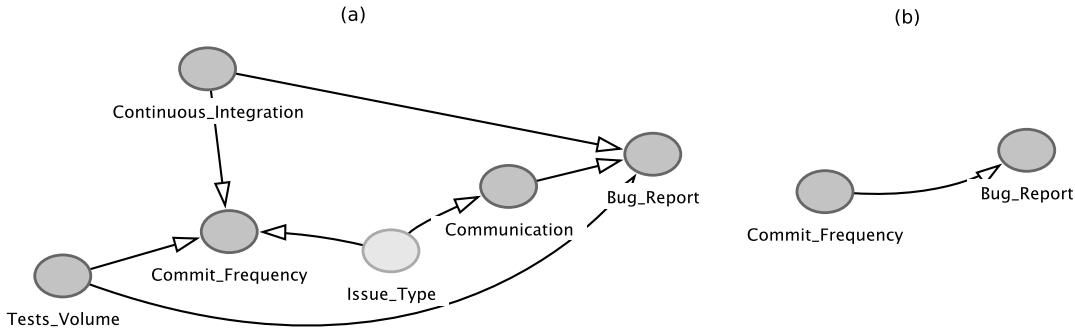 (a)
(b)
Continuous_Integration
Bug_Report
Communication
Commit_Frequency
Issue_Type
Tests_Volume
Bug_Report
Commit_Frequency